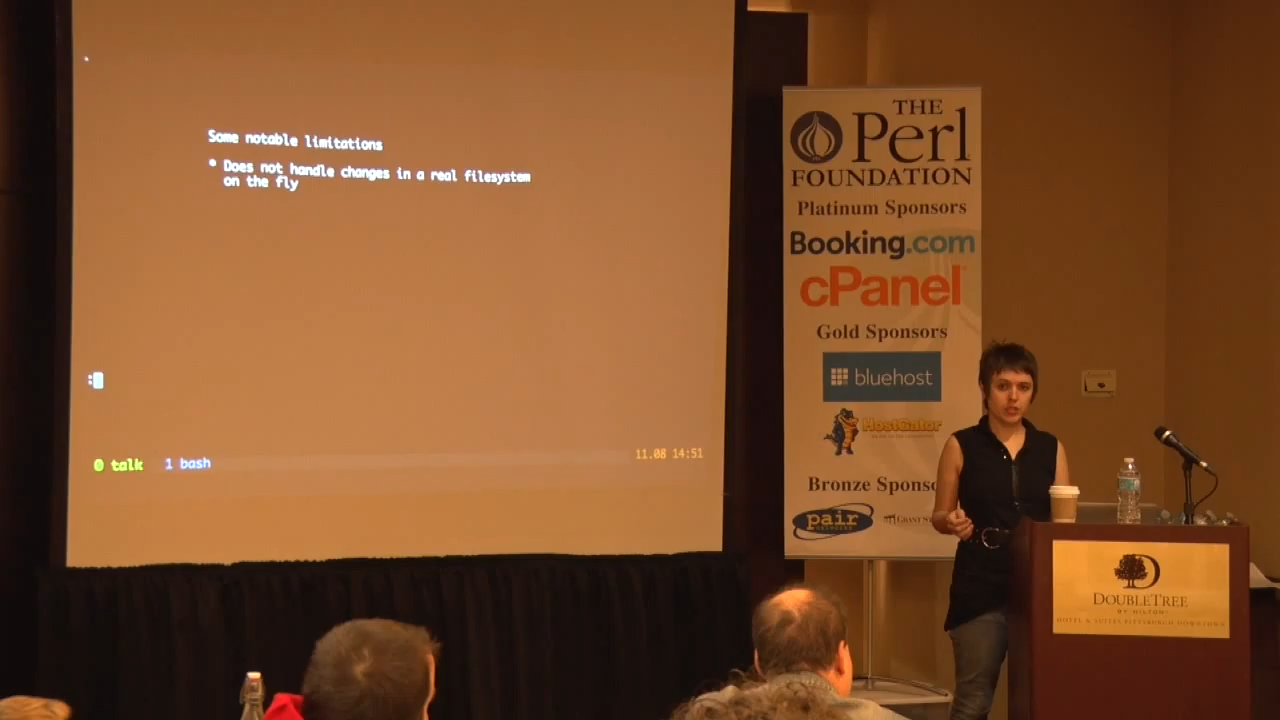 Some notable limitations
* Does not handle changes in a real filesystem
on the fly
:
0 talk 1 bash
11.08 14:51
THE
Perl
FOUNDATION
Platinum Sponsors
Booking.com
cPanel
Gold Sponsors
bluehost
HostGator
Bronze Sponso
pair
DOUBLETREE
BY HILTON
HOTEL & SUITES PITTSBURGH DOWNTOWN